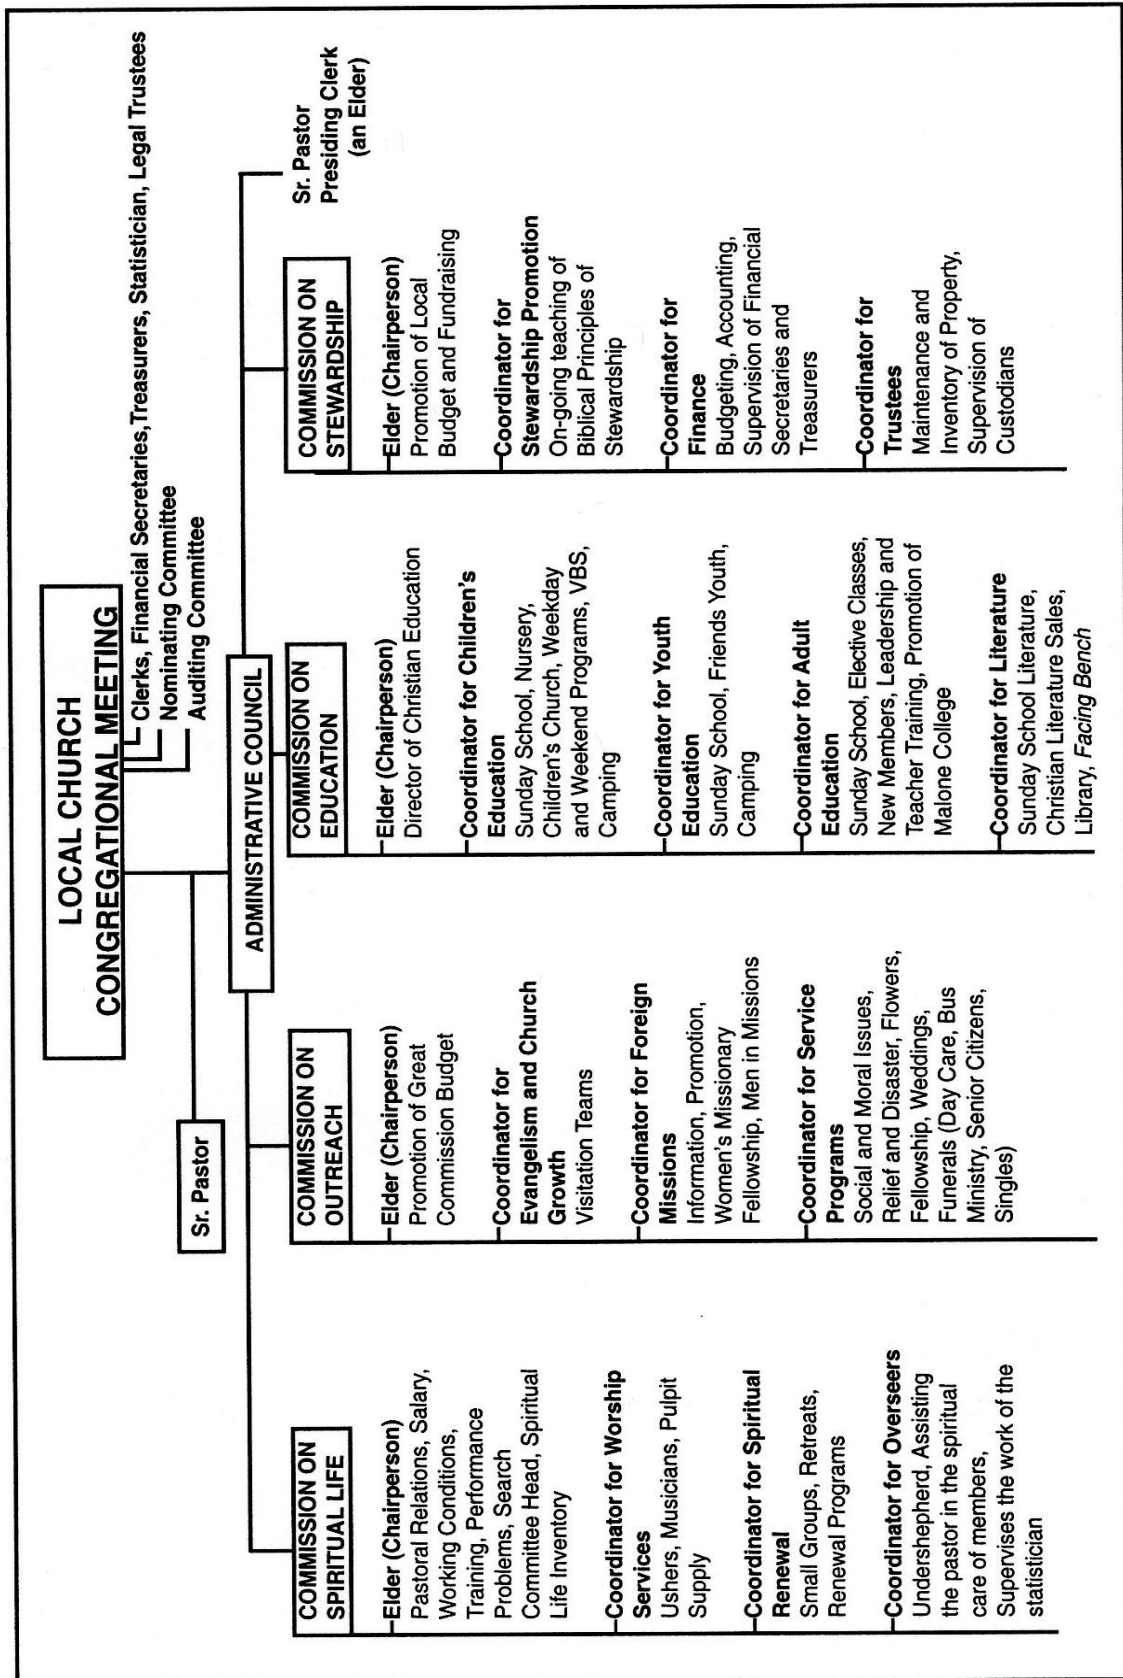 LOCAL CHURCH
CONGREGATIONAL MEETING
Clerks, Financial Secretaries,Treasurers, Statistician, Legal Trustees
Nominating Committee
Auditing Committee
Sr. Pastor
ADMINISTRATIVE COUNCIL
Sr. Pastor
Presiding Clerk
(an Elder)
COMMISSION ON
SPIRITUAL LIFE
Elder (Chairperson)
Pastoral Relations, Salary,
Working Conditions,
Training, Performance
Problems, Search
Committee Head, Spiritual
Life Inventory
Coordinator for Worship
Services
Ushers, Musicians, Pulpit
Supply
Coordinator for Spiritual
Renewal
Small Groups, Retreats,
Renewal Programs
Coordinator for Overseers
Undershepherd, Assisting
the pastor in the spiritual
care of members,
Supervises the work of the
statistician
COMMISSION ON
OUTREACH
Elder (Chairperson)
Promotion of Great
Commission Budget
Coordinator for
Evangelism and Church
Growth
Visitation Teams
Coordinator for Foreign
Missions
Information, Promotion,
Women's Missionary
Fellowship, Men in Missions
Coordinator for Service
Programs
Social and Moral Issues,
Relief and Disaster, Flowers,
Fellowship, Weddings,
Funerals (Day Care, Bus
Ministry, Senior Citizens,
Singles)
COMMISSION ON
EDUCATION
Elder (Chairperson)
Director of Christian Education
Coordinator for Children's
Education
Sunday School, Nursery,
Children's Church, Weekday
and Weekend Programs, VBS,
Camping
Coordinator for Youth
Education
Sunday School, Friends Youth,
Camping
Coordinator for Adult
Education
Sunday School, Elective Classes,
New Members, Leadership and
Teacher Training, Promotion of
Malone College
Coordinator for Literature
Sunday School Literature,
Christian Literature Sales,
Library, Facing Bench
COMMISSION ON
STEWARDSHIP
Elder (Chairperson)
Promotion of Local
Budget and Fundraising
Coordinator for
Stewardship Promotion
On-going teaching of
Biblical Principles of
Stewardship
Coordinator for
Finance
Budgeting, Accounting,
Supervision of Financial
Secretaries and
Treasurers
Coordinator for
Trustees
Maintenance and
Inventory of Property,
Supervision of
Custodians